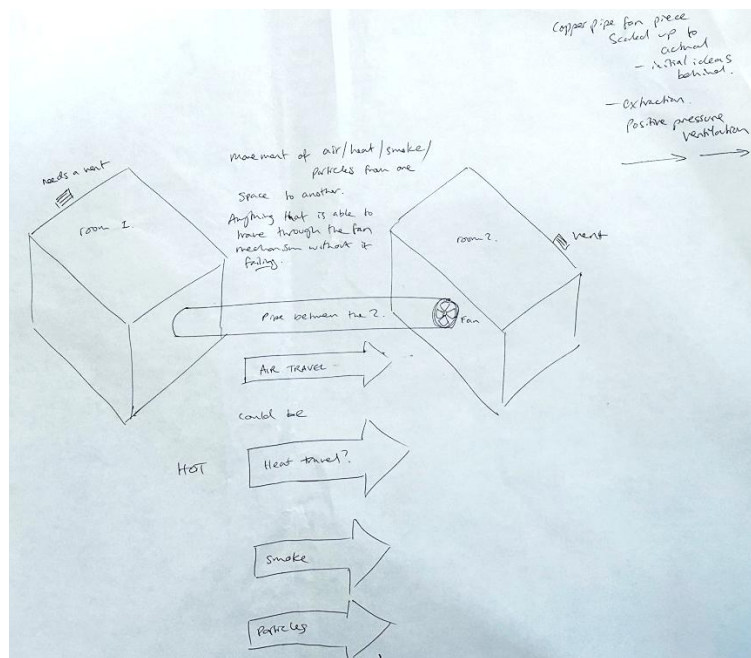 Copper pipe fan piece
Scaled up to
actual
- initial ideas
behind.
- extraction.
Positive pressure
ventilation
needs a vent
movement of air/heat/smoke/
particles from one
space to another.
Anything that is able to
trave through the fan
mechanism without it
failing.
room 1.
room 2.
vent
Pipe between the 2.
Fan
AIR TRAVEL
could be
HOT
Heat travel?
smoke
Particles